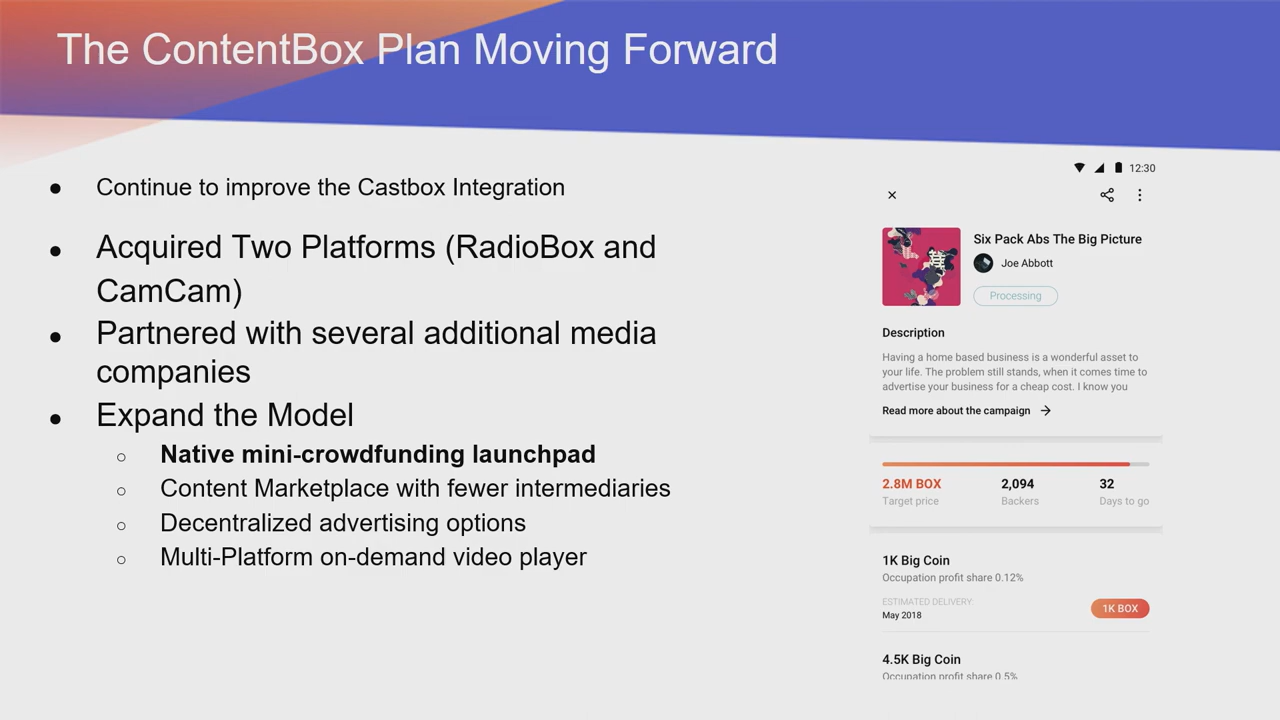 The ContentBox Plan Moving Forward
● Continue to improve the Castbox Integration
● Acquired Two Platforms (RadioBox and
CamCam)
● Partnered with several additional media
companies
● Expand the Model
○ Native mini-crowdfunding launchpad
○ Content Marketplace with fewer intermediaries
○ Decentralized advertising options
○ Multi-Platform on-demand video player
12:30
Six Pack Abs The Big Picture
Joe Abbott
Processing
Description
Having a home based business is a wonderful asset to
your life. The problem still stands, when it comes time to
advertise your business for a cheap cost. I know you
Read more about the campaign →
2.8M BOX 2,094 32
Target price Backers Days to go
1K Big Coin
Occupation profit share 0.12%
ESTIMATED DELIVERY:
May 2018
1K BOX
4.5K Big Coin
Occupation profit share 0.5%